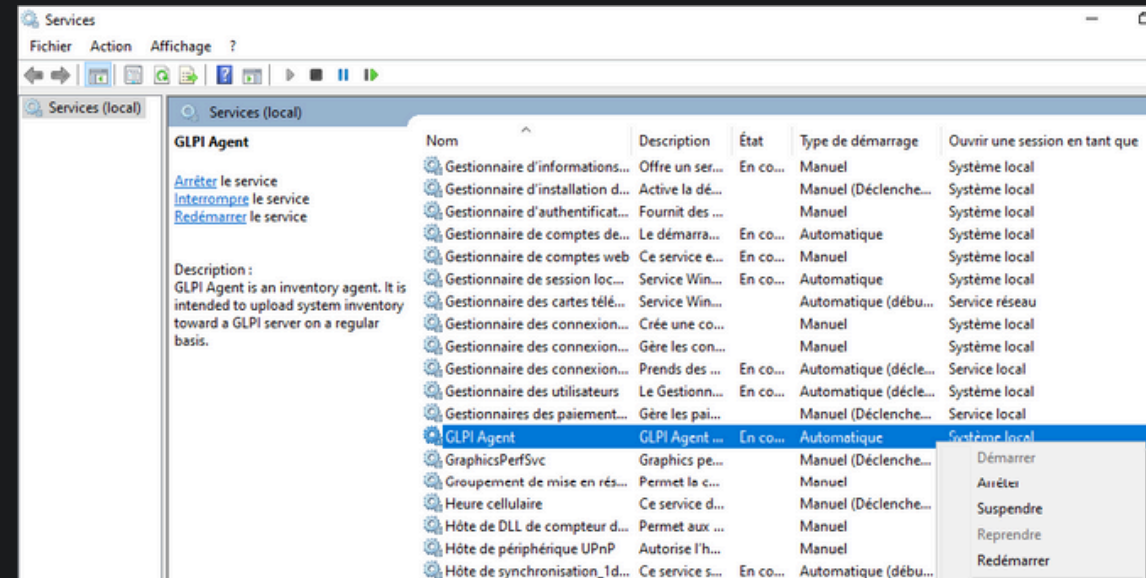 Services
Fichier Action Affichage ?
Services (local)
Services (local)
GLPI Agent
Arrêter le service
Interrompre le service
Redémarrer le service
Description :
GLPI Agent is an inventory agent. It is
intended to upload system inventory
toward a GLPI server on a regular
basis.
Nom Description État Type de démarrage Ouvrir une session en tant que
Gestionnaire d'informations... Offre un ser... En co... Manuel Système local
Gestionnaire d'installation d... Active la dé... Manuel (Déclenche... Système local
Gestionnaire d'authentificat... Fournit des ... Manuel Système local
Gestionnaire de comptes de... Le démarra... En co... Automatique Système local
Gestionnaire de comptes web Ce service e... En co... Manuel Système local
Gestionnaire de session loc... Service Win... En co... Automatique Système local
Gestionnaire des cartes télé... Service Win... Automatique (débu... Service réseau
Gestionnaire des connexion... Crée une co... Manuel Système local
Gestionnaire des connexion... Gère les con... Manuel Système local
Gestionnaire des connexion... Prends des ... En co... Automatique (décle... Service local
Gestionnaire des utilisateurs Le Gestionn... En co... Automatique (décle... Système local
Gestionnaires des paiement... Gère les pai... Manuel (Déclenche... Service local
GLPI Agent GLPI Agent ... En co... Automatique Système local
GraphicsPerfSvc Graphics pe... Manuel (Déclenche...
Groupement de mise en rés... Permet la c... Manuel
Heure cellulaire Ce service d... Manuel (Déclenche...
Hôte de DLL de compteur d... Permet aux ... Manuel
Hôte de périphérique UPnP Autorise l'h... Manuel
Hôte de synchronisation_1d... Ce service s... En co... Automatique (débu...
Démarrer
Arrêter
Suspendre
Reprendre
Redémarrer